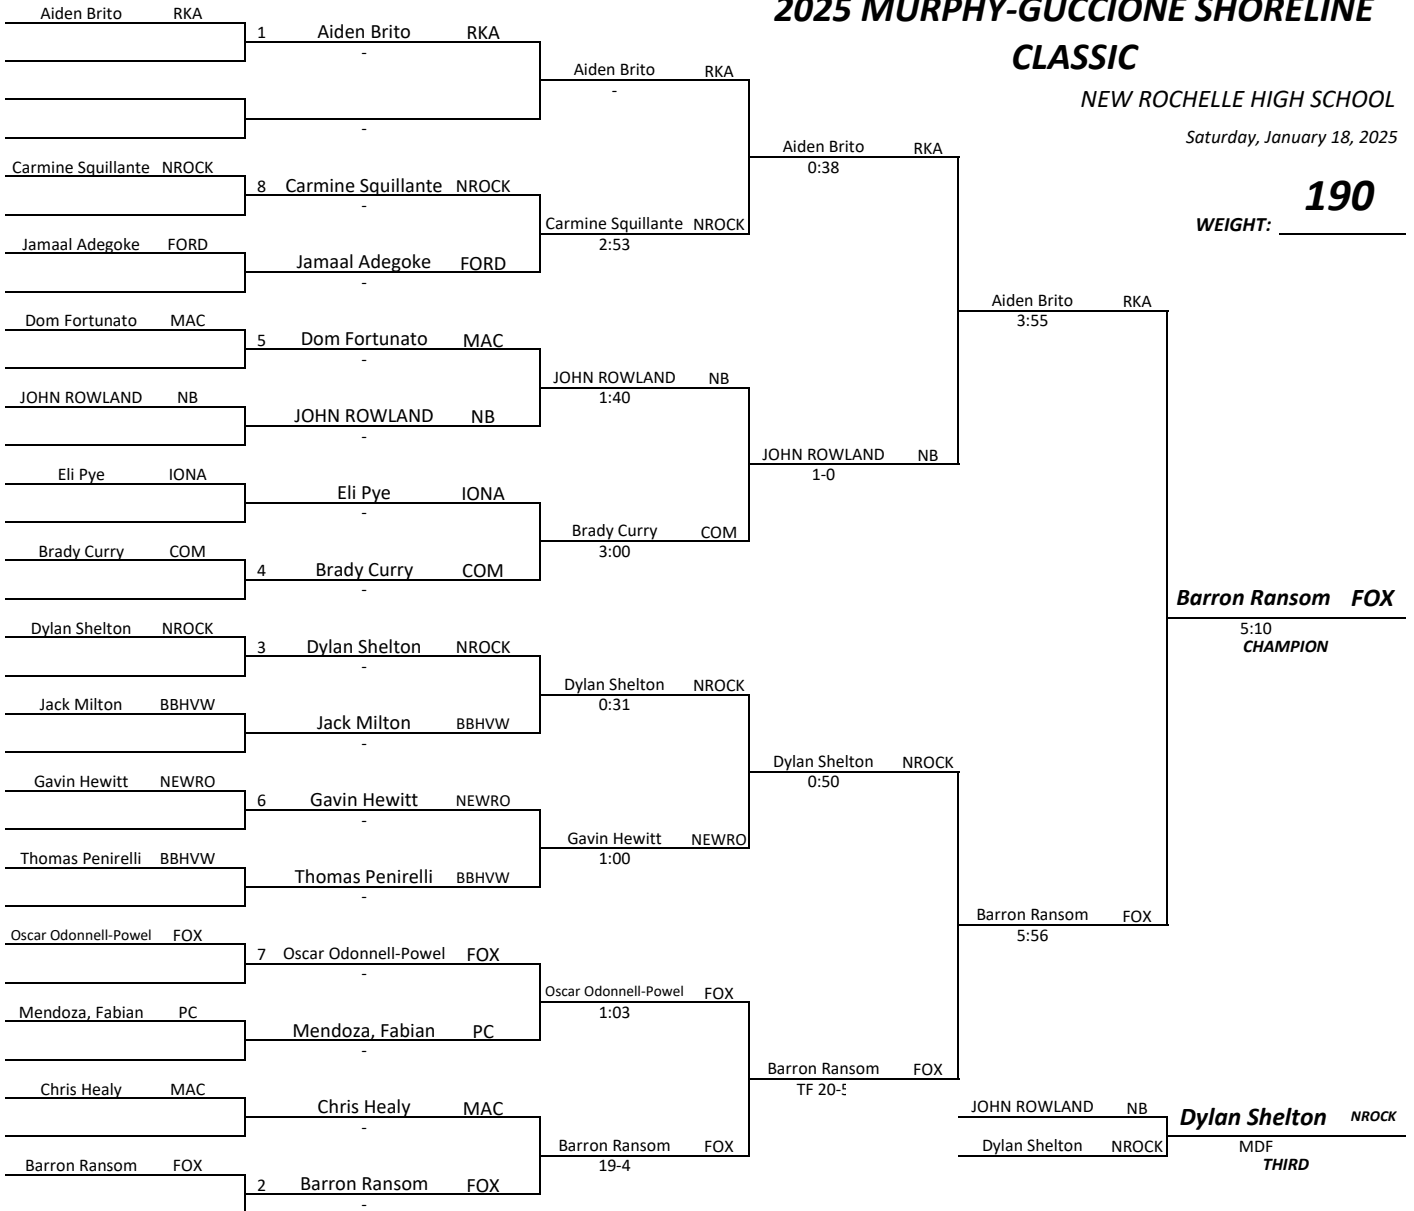 2025 MURPHY-GUCCIONE SHORELINE
CLASSIC
NEW ROCHELLE HIGH SCHOOL
Saturday, January 18, 2025
190
WEIGHT:
Aiden Brito RKA
Carmine Squillante NROCK
Jamaal Adegoke FORD
Dom Fortunato MAC
JOHN ROWLAND NB
Eli Pye IONA
Brady Curry COM
Dylan Shelton NROCK
Jack Milton BBHVW
Gavin Hewitt NEWRO
Thomas Penirelli BBHVW
Oscar Odonnell-Powel FOX
Mendoza, Fabian PC
Chris Healy MAC
Barron Ransom FOX
1 Aiden Brito RKA
-
-
8 Carmine Squillante NROCK
-
Jamaal Adegoke FORD
-
5 Dom Fortunato MAC
-
JOHN ROWLAND NB
-
Eli Pye IONA
-
4 Brady Curry COM
-
3 Dylan Shelton NROCK
-
Jack Milton BBHVW
-
6 Gavin Hewitt NEWRO
-
Thomas Penirelli BBHVW
-
7 Oscar Odonnell-Powel FOX
-
Mendoza, Fabian PC
-
Chris Healy MAC
-
2 Barron Ransom FOX
-
Aiden Brito RKA
-
Carmine Squillante NROCK
2:53
JOHN ROWLAND NB
1:40
Brady Curry COM
3:00
Dylan Shelton NROCK
0:31
Gavin Hewitt NEWRO
1:00
Oscar Odonnell-Powel FOX
1:03
Barron Ransom FOX
19-4
Aiden Brito RKA
0:38
JOHN ROWLAND NB
1-0
Dylan Shelton NROCK
0:50
Barron Ransom FOX
TF 20-5
Aiden Brito RKA
3:55
Barron Ransom FOX
5:56
Barron Ransom FOX
5:10
CHAMPION
JOHN ROWLAND NB
Dylan Shelton NROCK
Dylan Shelton NROCK
MDF
THIRD